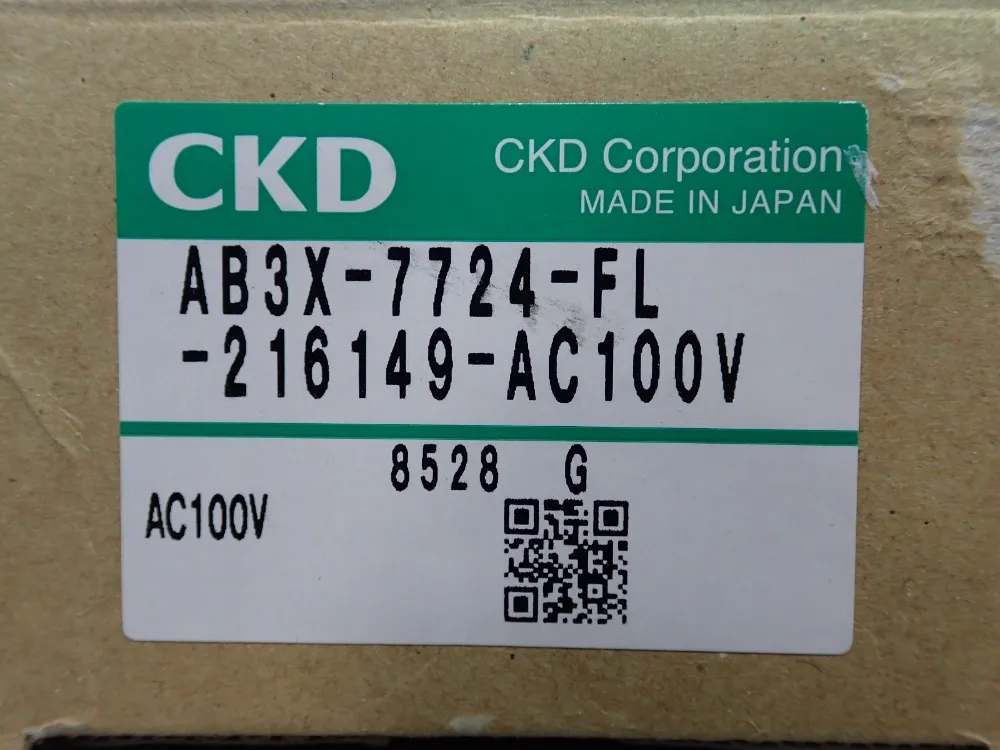 CKD
CKD Corporation
MADE IN JAPAN
AB3X-7724-FL
-216149-AC100V
8528 G
AC100V